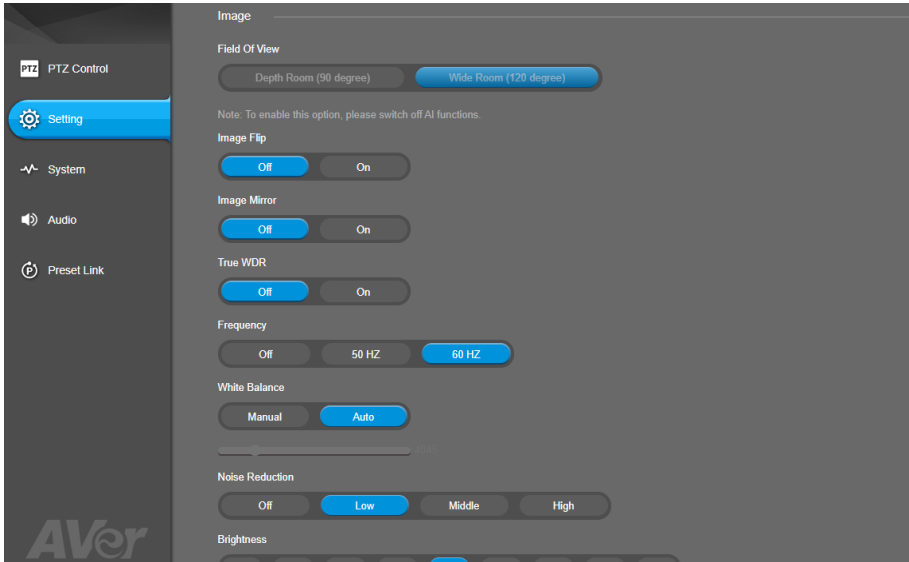 Image
Field Of View
Depth Room (90 degree)
Wide Room (120 degree)
PTZ PTZ Control
Note: To enable this option, please switch off AI functions.
Setting
Image Flip
Off On
System
Image Mirror
Off On
Audio
True WDR
P Preset Link
Off On
Frequency
Off 50 HZ 60 HZ
White Balance
Manual Auto
Noise Reduction
Off Low Middle High
Brightness
AVer